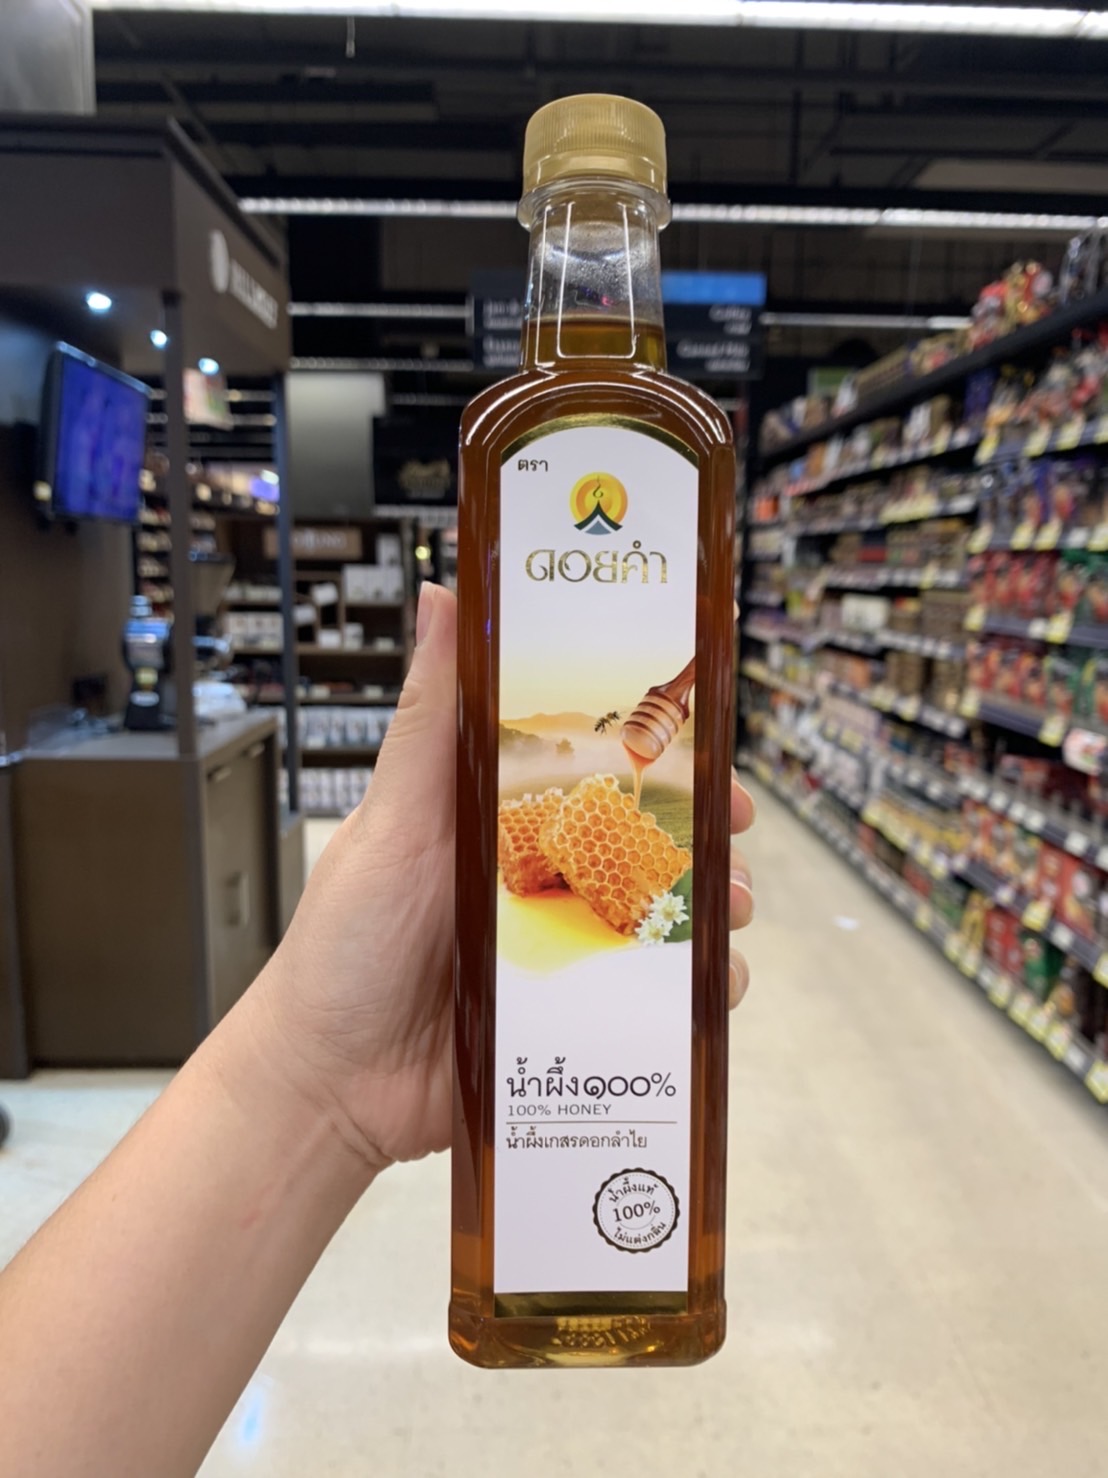 ตรา
ดอยคำ
น้ำผึ้ง๑๐๐%
100% HONEY
น้ำผึ้งเกสรดอกลำไย
น้ำผึ้งแท้
100%
ไม่แต่งกลิ่น